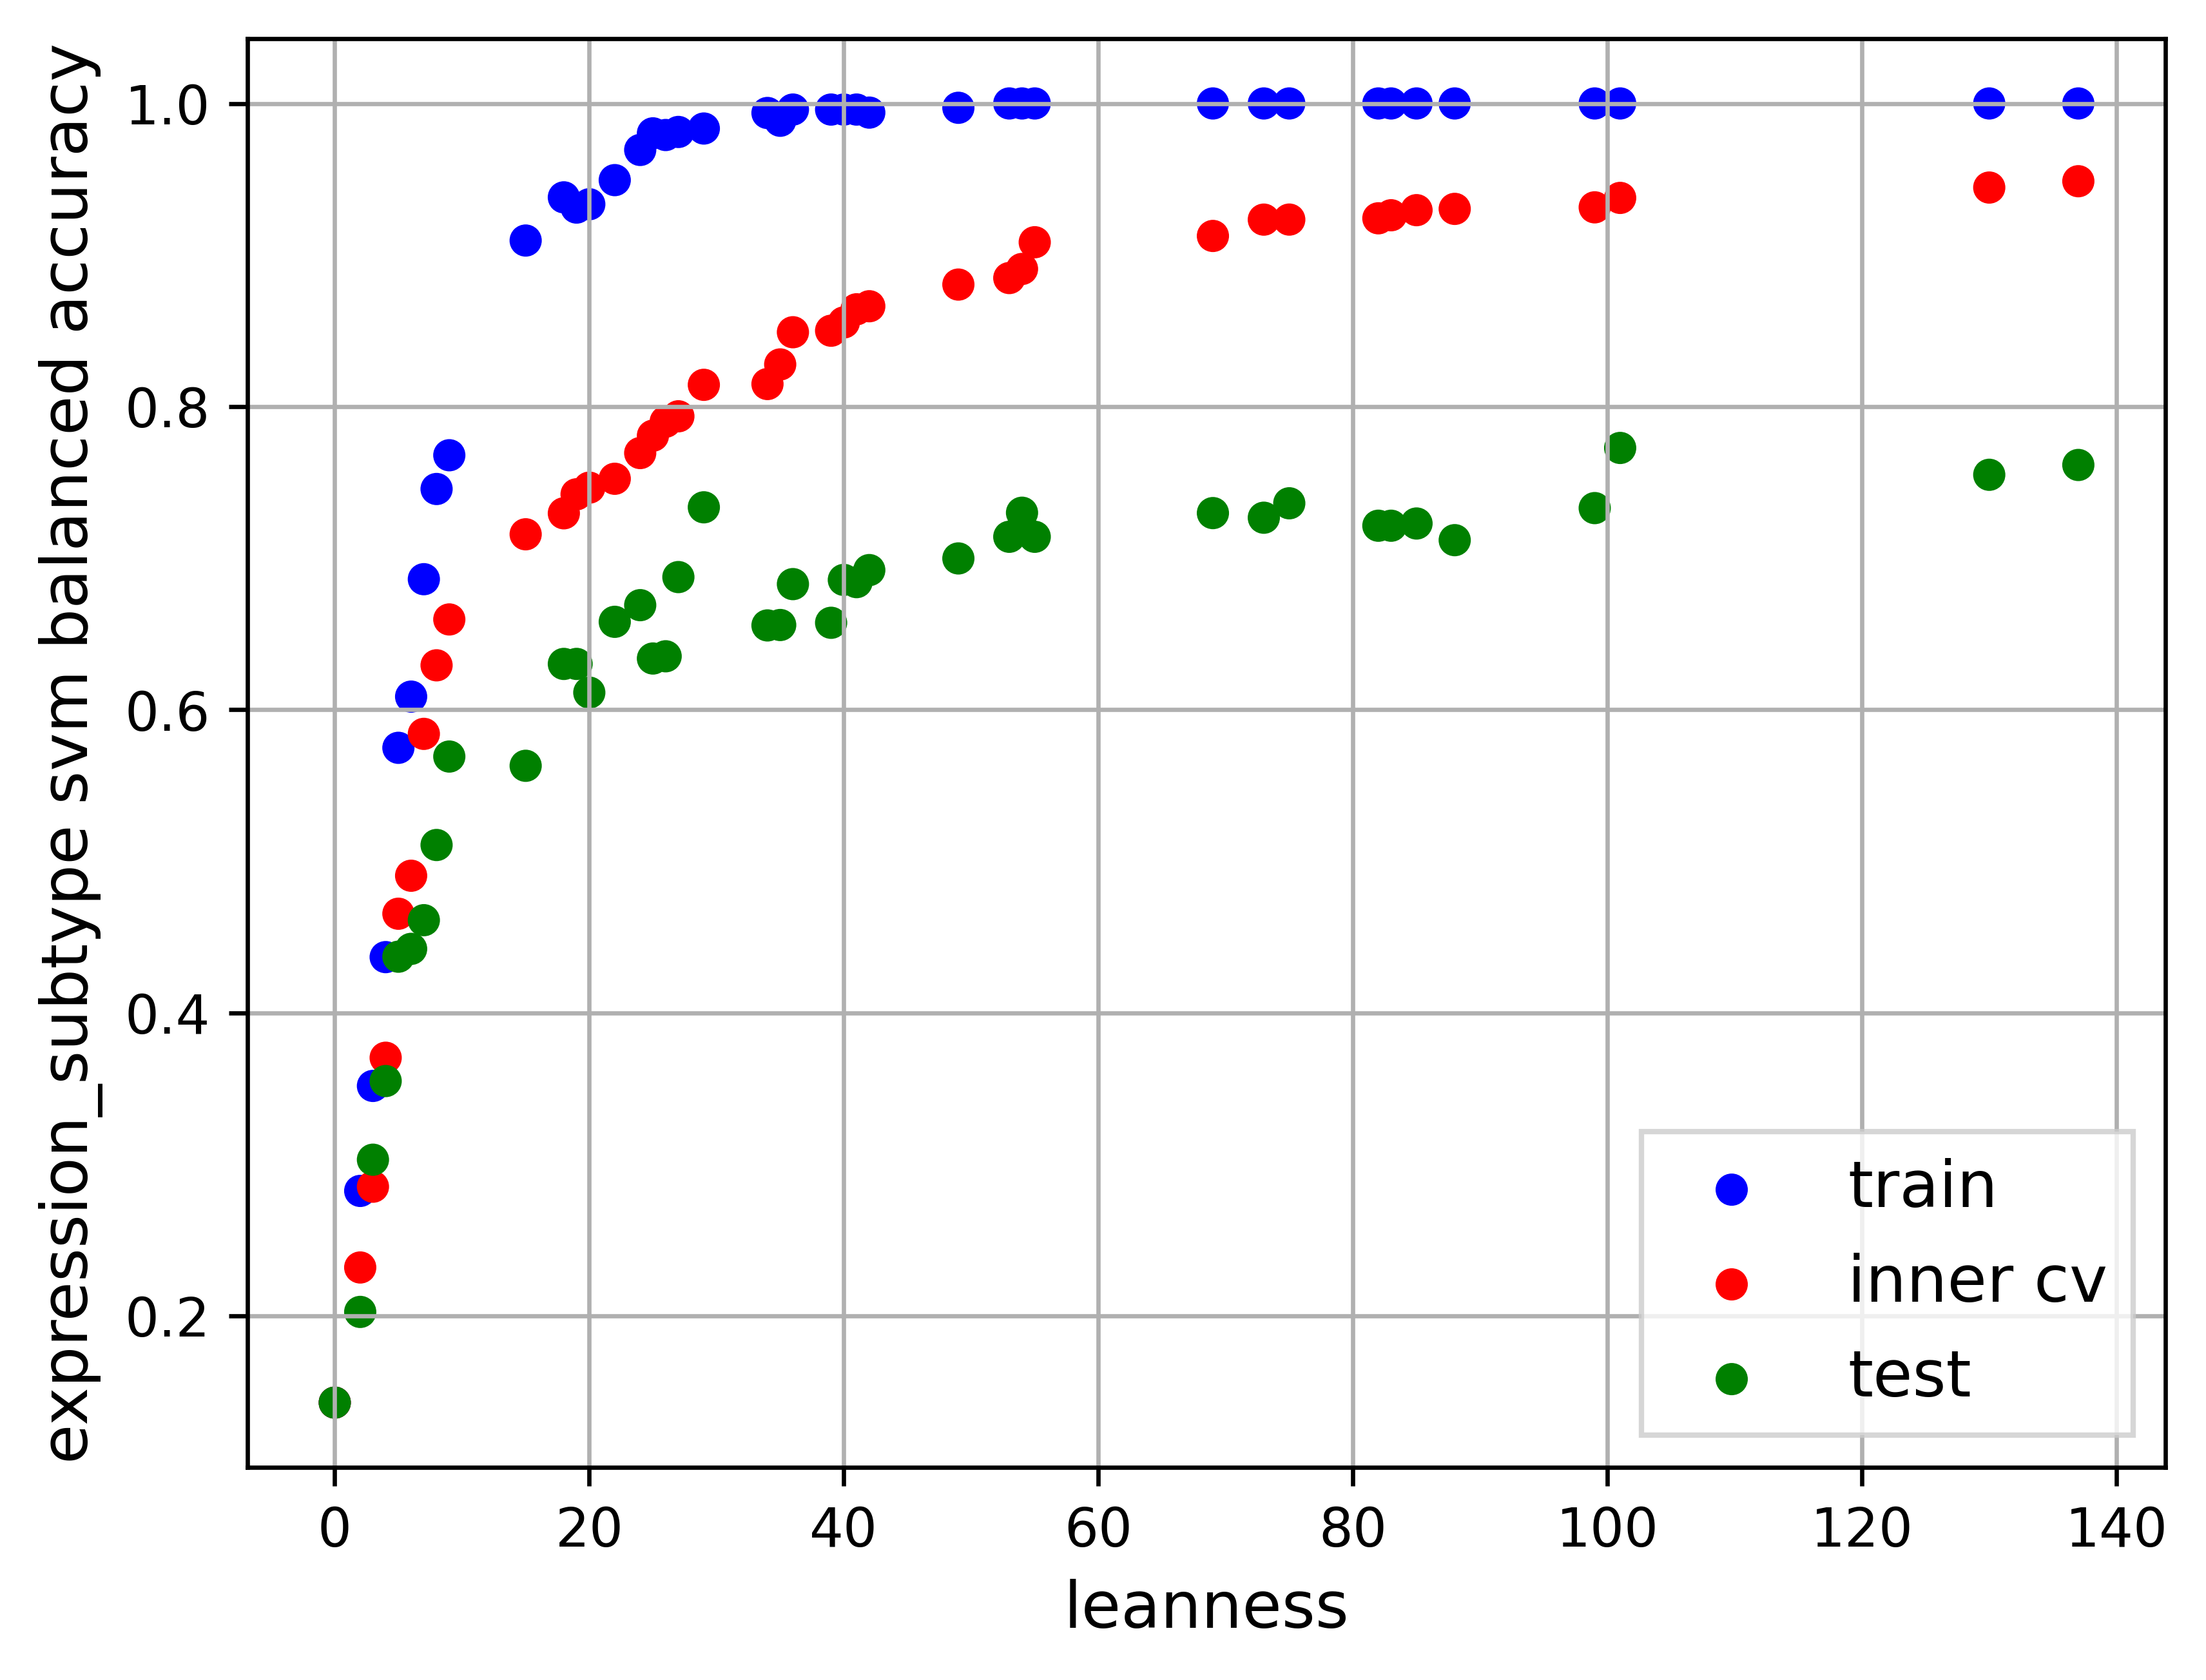 expression_subtype svm balanced accuracy
1.0
0.8
0.6
0.4
0.2
train
inner cv
test
0 20 40 60 80 100 120 140
leanness